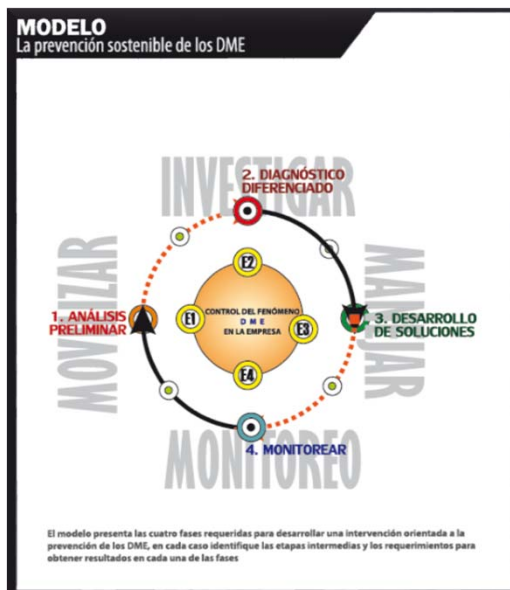 MODELO
La prevención sostenible de los DME
INVESTIGAR
2. DIAGNÓSTICO
DIFERENCIADO
MOVILIZAR
1. ANÁLISIS
PRELIMINAR
E2
E1
CONTROL DEL FENÓMENO
D M E
EN LA EMPRESA
E3
E4
3. DESARROLLO
DE SOLUCIONES
4. MONITOREAR
MONITOREO
El modelo presenta las cuatro fases requeridas para desarrollar una intervención orientada a la
prevención de los DME, en cada caso identifique las etapas intermedias y los requerimientos para
obtener resultados en cada una de las fases